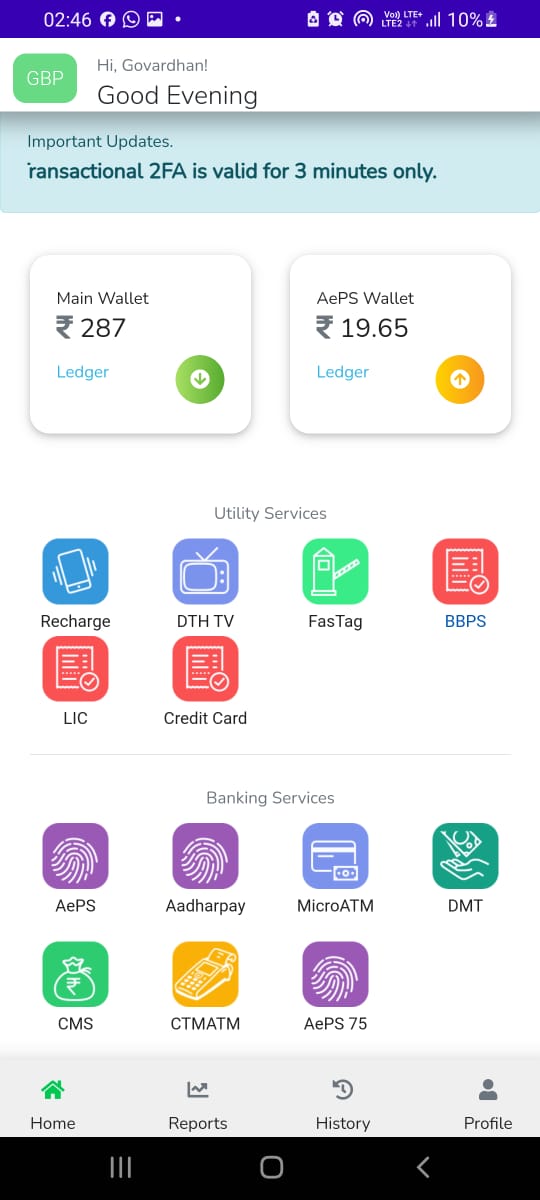 02:46
Vo)) LTE+
LTE2
10%
GBP
Hi, Govardhan!
Good Evening
Important Updates.
ransactional 2FA is valid for 3 minutes only.
Main Wallet
₹ 287
Ledger
AePS Wallet
₹ 19.65
Ledger
Utility Services
Recharge
DTH TV
FasTag
BBPS
LIC
Credit Card
Banking Services
AePS
Aadharpay
MicroATM
DMT
₹
CMS
CTMATM
AePS 75
Home
Reports
History
Profile